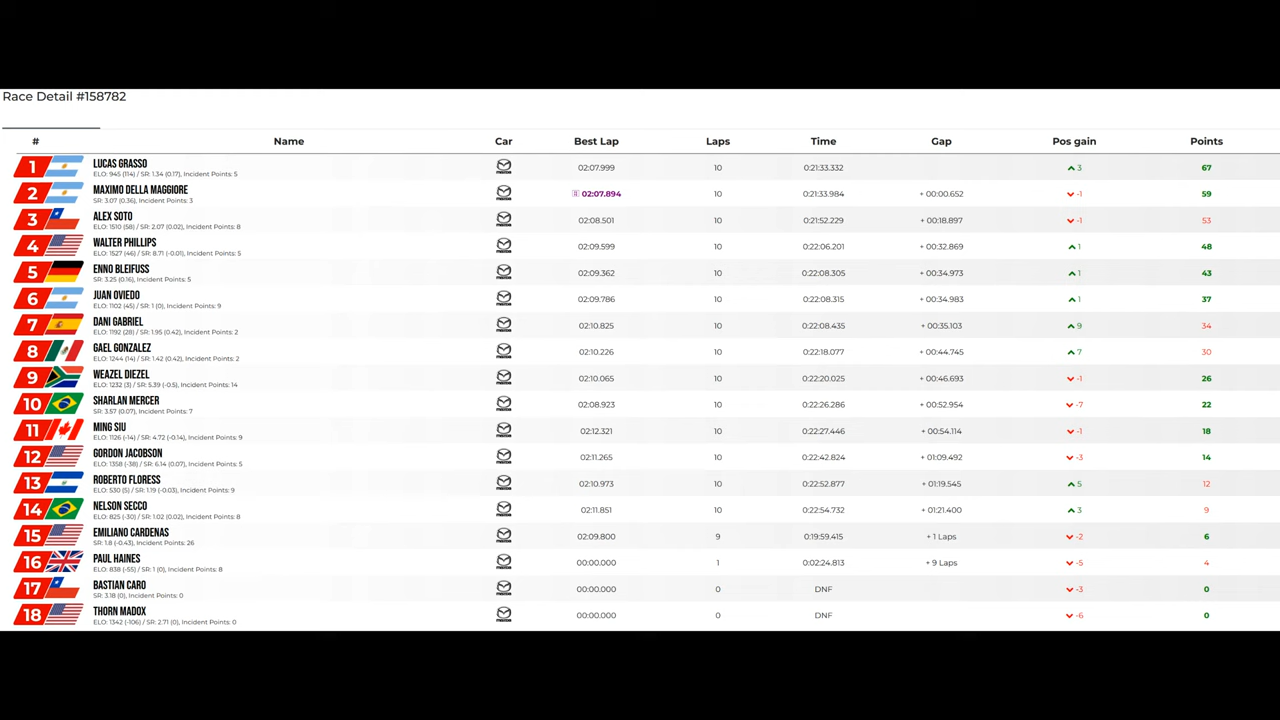 Race Detail #158782
# Name Car Best Lap Laps Time Gap Pos gain Points
1 LUCAS GRASSO 02:07.999 10 0:21:33.332 3 67
ELO: 945 (114) / SR: 1.34 (0.17), Incident Points: 5
2 MAXIMO DELLA MAGGIORE 02:07.894 10 0:21:33.984 + 00:00.652 -1 59
SR: 3.07 (0.36), Incident Points: 3
3 ALEX SOTO 02:08.501 10 0:21:52.229 + 00:18.897 -1 53
ELO: 1510 (58) / SR: 2.07 (0.02), Incident Points: 8
4 WALTER PHILLIPS 02:09.599 10 0:22:06.201 + 00:32.869 1 48
ELO: 1527 (46) / SR: 8.71 (-0.01), Incident Points: 5
5 ENNO BLEIFUSS 02:09.362 10 0:22:08.305 + 00:34.973 1 43
SR: 3.25 (0.16), Incident Points: 5
6 JUAN OVIEDO 02:09.786 10 0:22:08.315 + 00:34.983 1 37
ELO: 1102 (45) / SR: 1 (0), Incident Points: 9
7 DANI GABRIEL 02:10.825 10 0:22:08.435 + 00:35.103 9 34
ELO: 1192 (28) / SR: 1.95 (0.42), Incident Points: 2
8 GAEL GONZALEZ 02:10.226 10 0:22:18.077 + 00:44.745 7 30
ELO: 1244 (14) / SR: 1.42 (0.42), Incident Points: 2
9 WEAZEL DIEZEL 02:10.065 10 0:22:20.025 + 00:46.693 -1 26
ELO: 1232 (3) / SR: 5.39 (-0.5), Incident Points: 14
10 SHARLAN MERCER 02:08.923 10 0:22:26.286 + 00:52.954 -7 22
SR: 3.57 (0.07), Incident Points: 7
11 MING SIU 02:12.321 10 0:22:27.446 + 00:54.114 -1 18
ELO: 1126 (-14) / SR: 4.72 (-0.14), Incident Points: 9
12 GORDON JACOBSON 02:11.265 10 0:22:42.824 + 01:09.492 -3 14
ELO: 1358 (-38) / SR: 6.14 (0.07), Incident Points: 5
13 ROBERTO FLORESS 02:10.973 10 0:22:52.877 + 01:19.545 5 12
ELO: 530 (5) / SR: 1.19 (-0.03), Incident Points: 9
14 NELSON SECCO 02:11.851 10 0:22:54.732 + 01:21.400 3 9
ELO: 825 (-30) / SR: 1.02 (0.02), Incident Points: 8
15 EMILIANO CARDENAS 02:09.800 9 0:19:59.415 + 1 Laps -2 6
SR: 1.8 (-0.43), Incident Points: 26
16 PAUL HAINES 00:00.000 1 0:02:24.813 + 9 Laps -5 4
ELO: 838 (-55) / SR: 1 (0), Incident Points: 8
17 BASTIAN CARO 00:00.000 0 DNF -3 0
SR: 3.18 (0), Incident Points: 0
18 THORN MADOX 00:00.000 0 DNF -6 0
ELO: 1342 (-106) / SR: 2.71 (0), Incident Points: 0